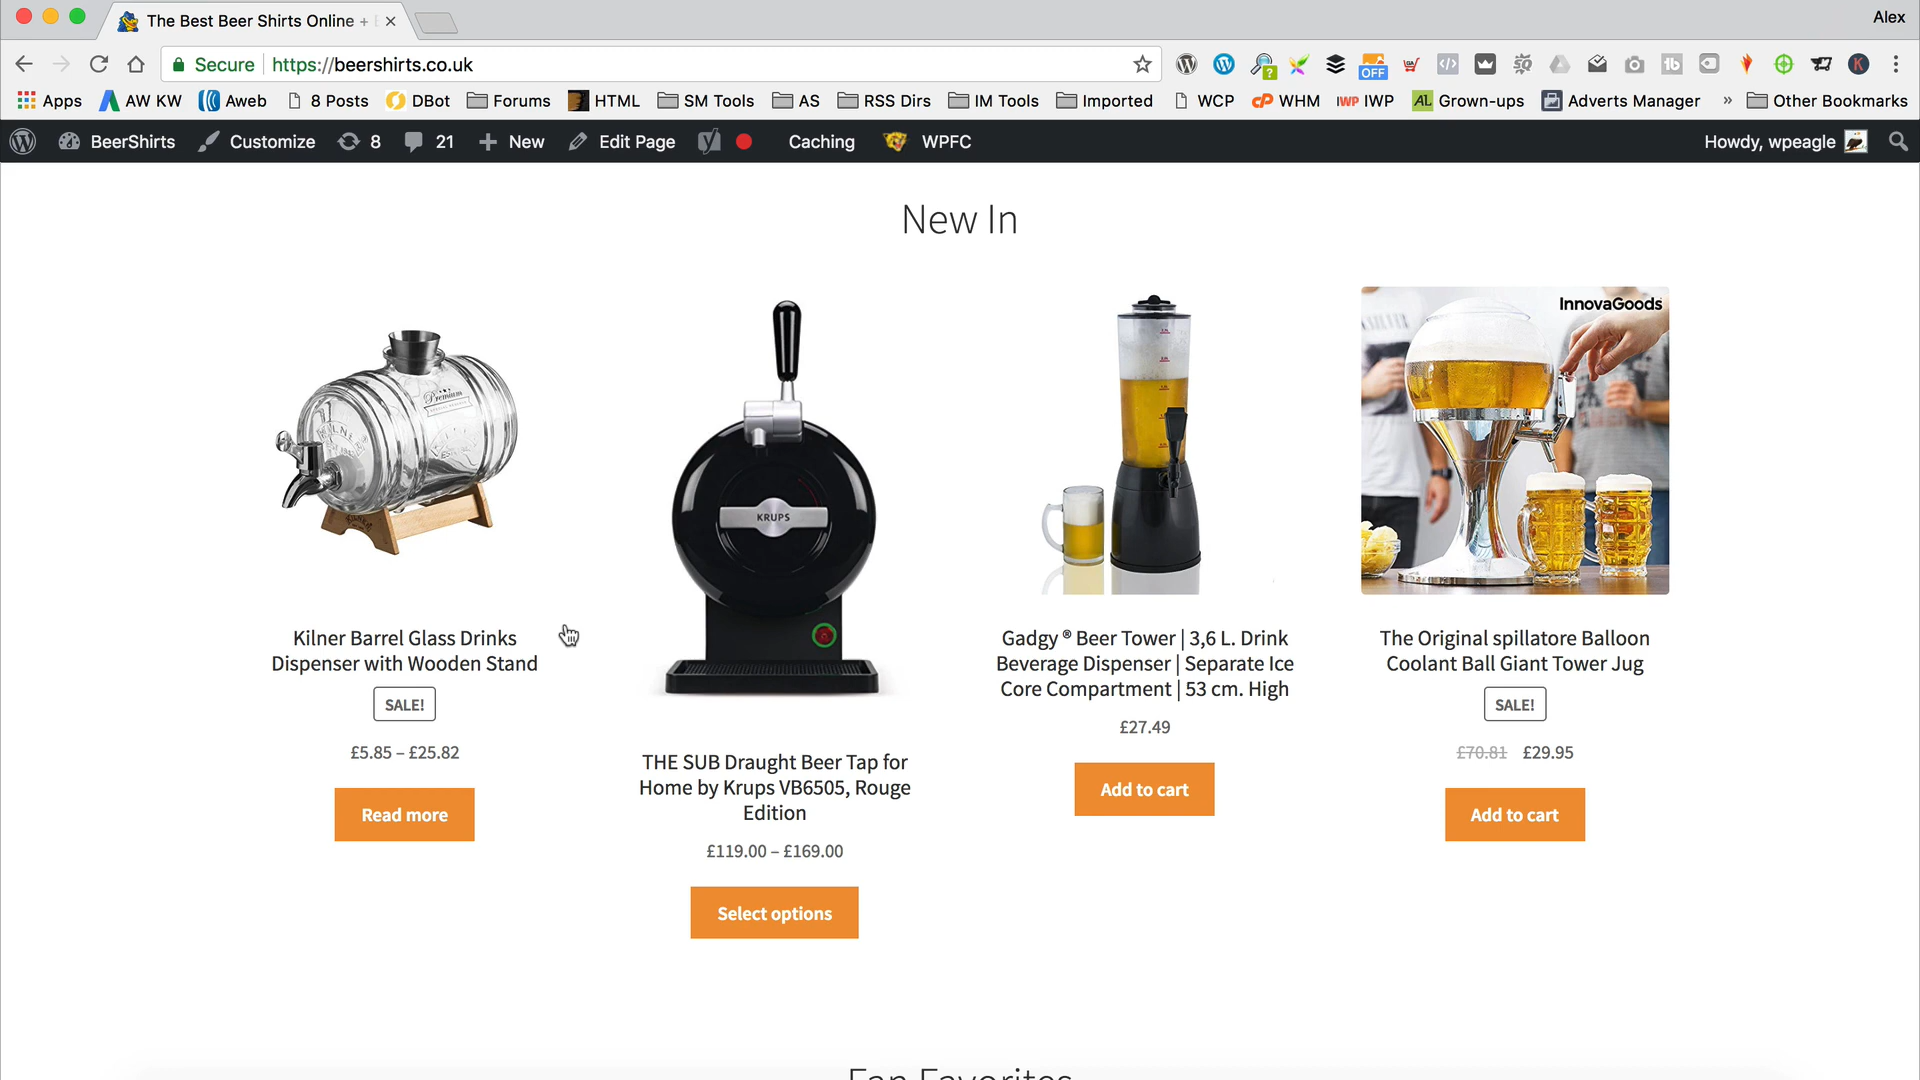 The Best Beer Shirts Online +
Alex
Secure
https://beershirts.co.uk
OFF
Apps
AW KW
Aweb
8 Posts
DBot
Forums
HTML
SM Tools
AS
RSS Dirs
IM Tools
Imported
WCP
WHM
IWP
Grown-ups
Adverts Manager
Other Bookmarks
BeerShirts
Customize
8
21
New
Edit Page
Caching
WPFC
Howdy, wpeagle
New In
InnovaGoods
Premium
KRUPS
Kilner Barrel Glass Drinks
Dispenser with Wooden Stand
SALE!
£5.85 – £25.82
Read more
THE SUB Draught Beer Tap for
Home by Krups VB6505, Rouge
Edition
£119.00 – £169.00
Select options
Gadgy ® Beer Tower | 3,6 L. Drink
Beverage Dispenser | Separate Ice
Core Compartment | 53 cm. High
£27.49
Add to cart
The Original spillatore Balloon
Coolant Ball Giant Tower Jug
SALE!
£70.81 £29.95
Add to cart
Fan Favorites